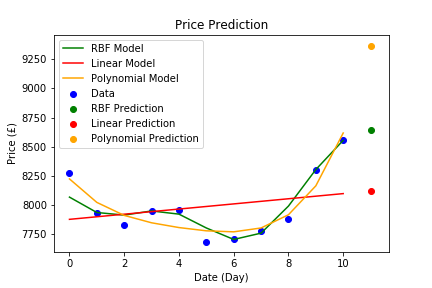 Price Prediction
RBF Model
Linear Model
Polynomial Model
Data
RBF Prediction
Linear Prediction
Polynomial Prediction
9250
9000
8750
8500
8250
8000
7750
Price (£)
0 2 4 6 8 10
Date (Day)